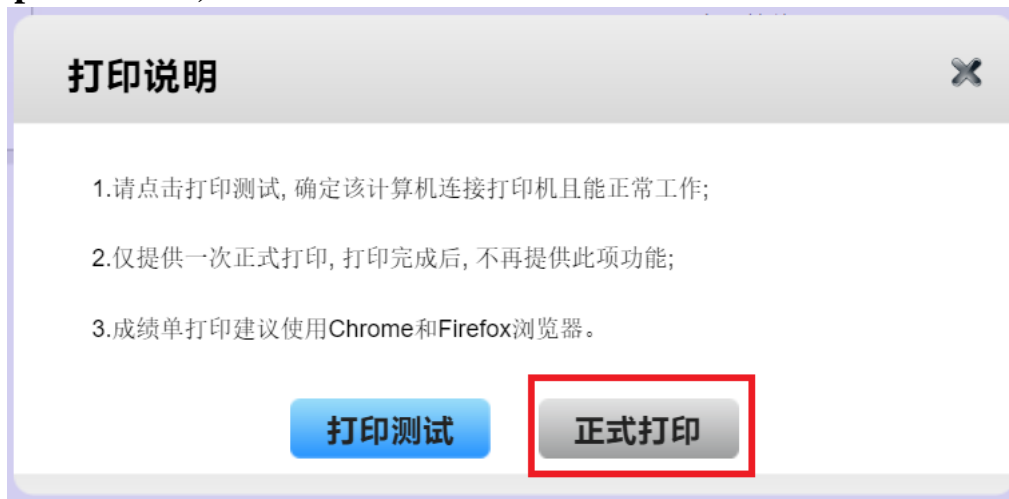 打印说明
1.请点击打印测试, 确定该计算机连接打印机且能正常工作;
2.仅提供一次正式打印, 打印完成后, 不再提供此项功能;
3.成绩单打印建议使用Chrome和Firefox浏览器。
打印测试
正式打印